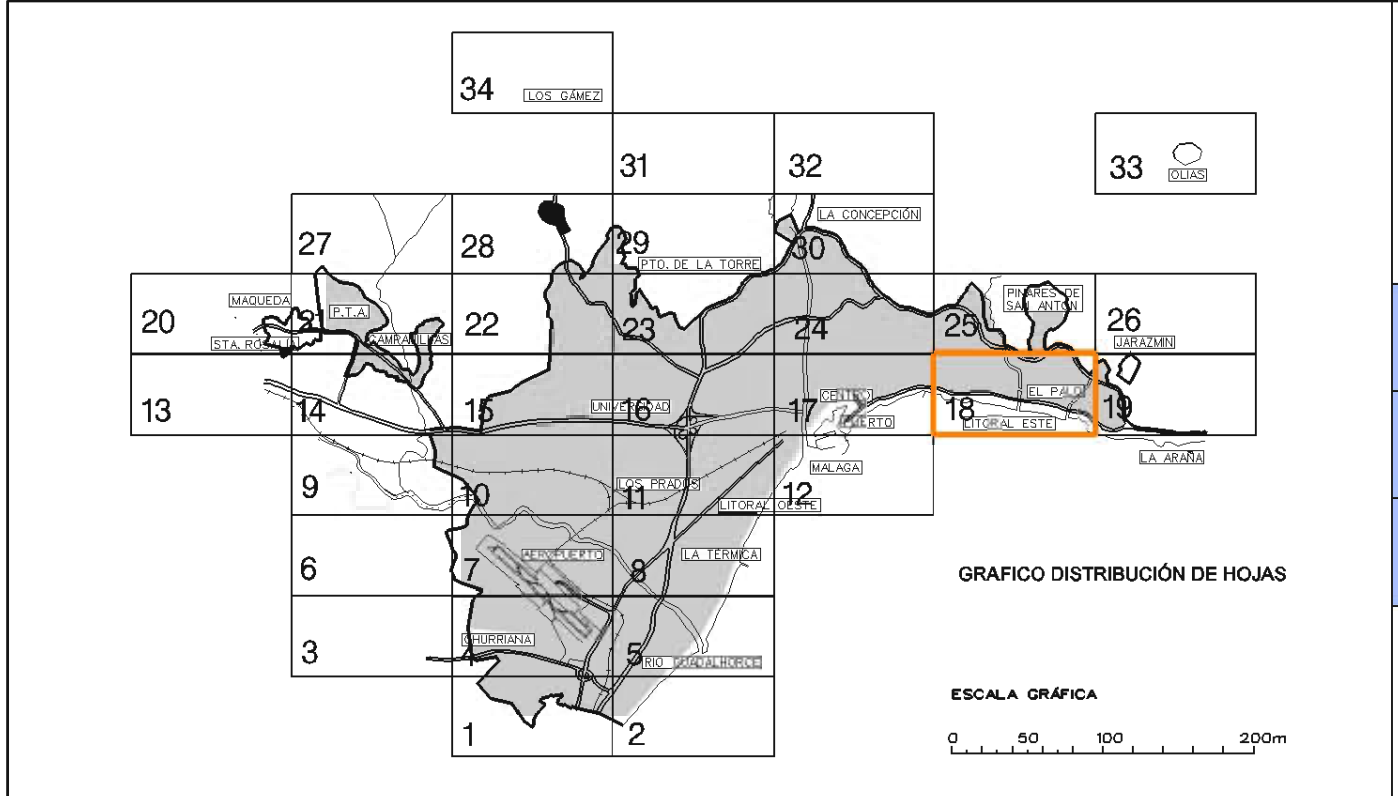 34
LOS GÁMEZ
31
32
33
OLIAS
LA CONCEPCIÓN
27
28
29
30
PTO. DE LA TORRE
MAQUEDA
P.T.A.
PINARES DE
SAN ANTÓN
20
22
23
24
25
26
STA. ROSALIA
CAMPANILLAS
JARAZMIN
13
14
15
UNIVERSIDAD
16
17
CENTRO
PUERTO
18
EL PALO
LITORAL ESTE
19
MALAGA
LA ARAÑA
9
10
LOS PRADOS
11
12
LITORAL OESTE
6
7
AEROPUERTO
8
LA TÉRMICA
GRAFICO DISTRIBUCIÓN DE HOJAS
3
CHURRIANA
5
RIO GUADALHORCE
ESCALA GRÁFICA
1
2
0 50 100 200m